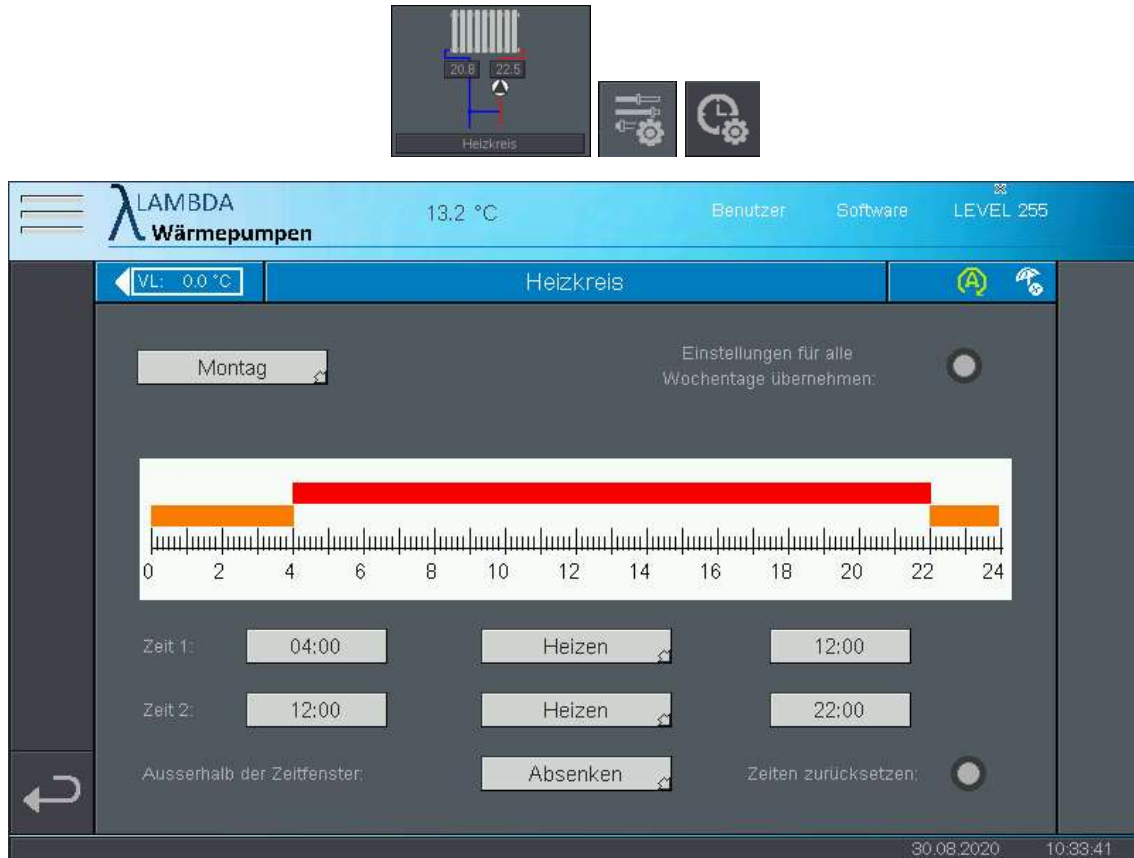 20.8 22.5
Heizkreis
LAMBDA
Wärmepumpen
13.2 °C
Benutzer
Software
LEVEL 255
VL: 0.0 °C
Heizkreis
A
Montag
Einstellungen für alle
Wochentage übernehmen:
0 2 4 6 8 10 12 14 16 18 20 22 24
Zeit 1: 04:00 Heizen 12:00
Zeit 2: 12:00 Heizen 22:00
Ausserhalb der Zeitfenster: Absenken Zeiten zurücksetzen:
30.08.2020 10:33:41